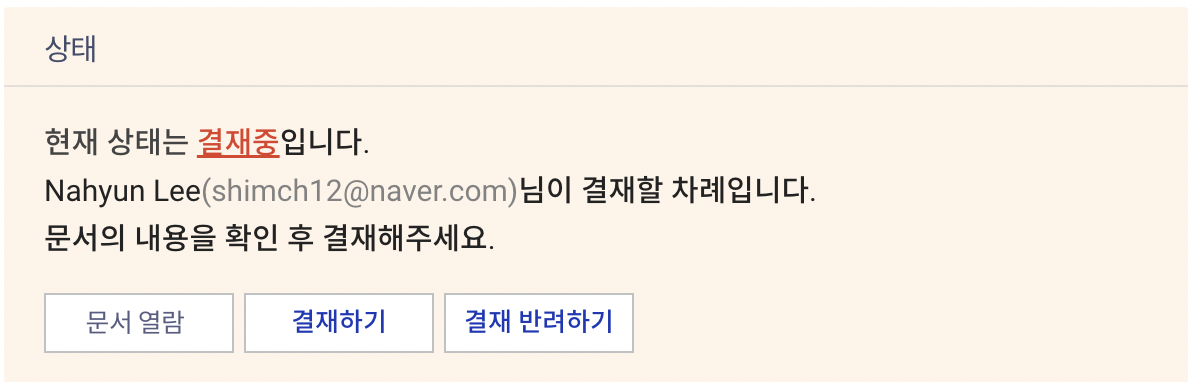 상태
현재 상태는 결재중입니다.
Nahyun Lee(shimch12@naver.com)님이 결재할 차례입니다.
문서의 내용을 확인 후 결재해주세요.
문서 열람 결재하기 결재 반려하기